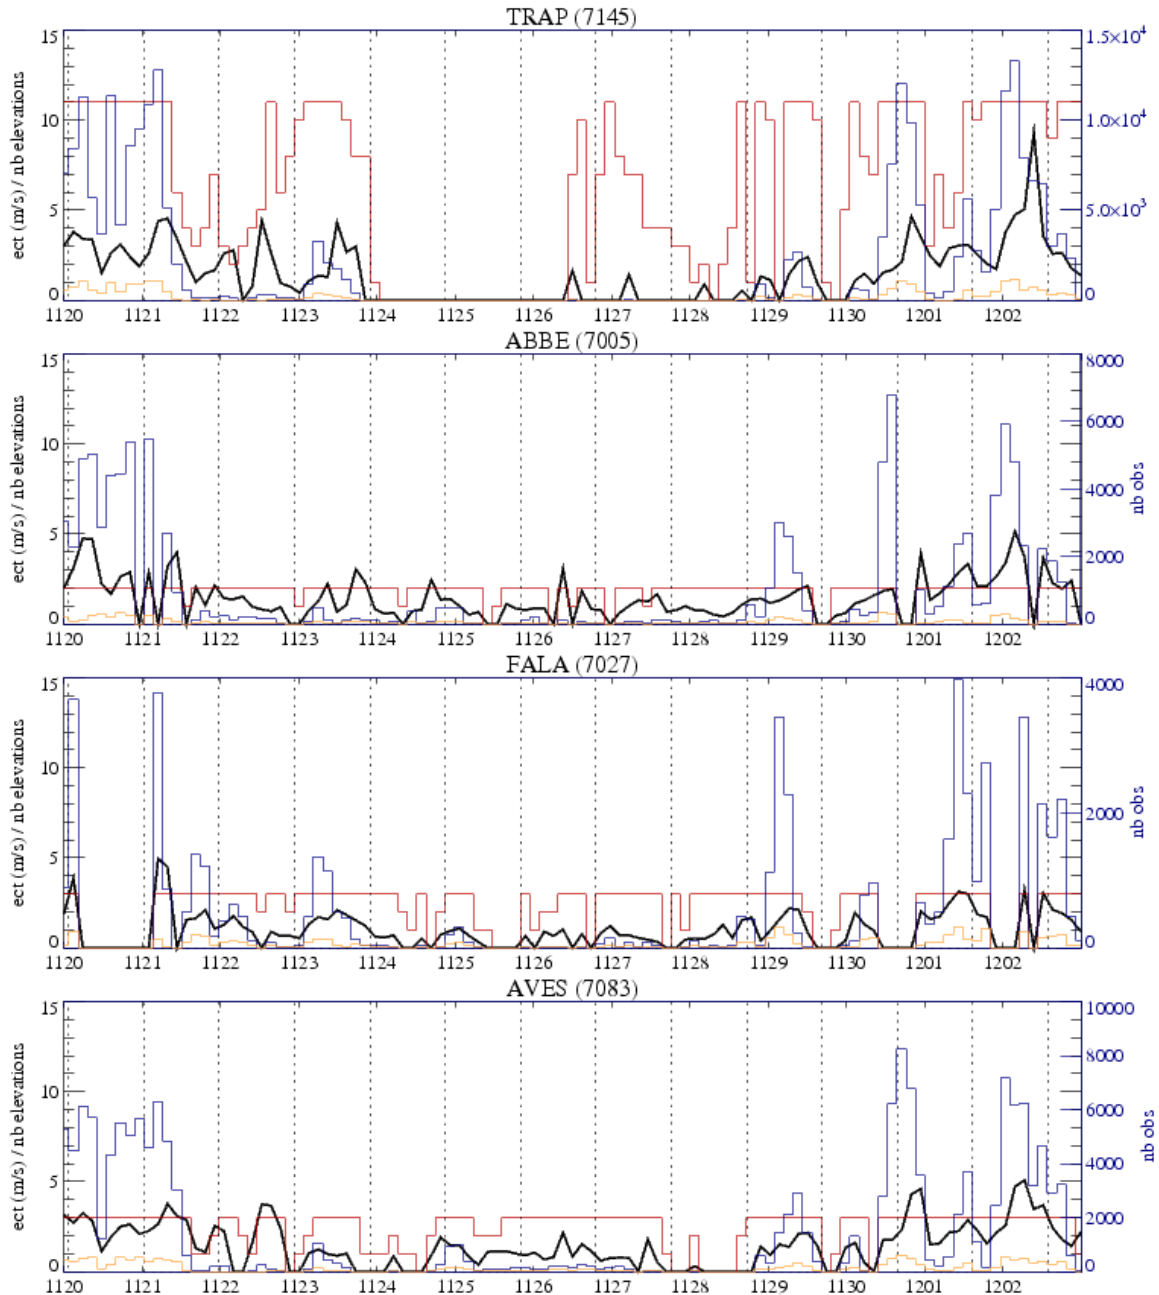 TRAP (7145)
15
10
5
0
ect (m/s) / nb elevations
1.5×10⁴
1.0×10⁴
5.0×10³
0
1120 1121 1122 1123 1124 1125 1126 1127 1128 1129 1130 1201 1202
ABBE (7005)
15
10
5
0
ect (m/s) / nb elevations
8000
6000
4000
2000
0
nb obs
1120 1121 1122 1123 1124 1125 1126 1127 1128 1129 1130 1201 1202
FALA (7027)
15
10
5
0
ect (m/s) / nb elevations
4000
2000
0
nb obs
1120 1121 1122 1123 1124 1125 1126 1127 1128 1129 1130 1201 1202
AVES (7083)
15
10
5
0
ect (m/s) / nb elevations
10000
8000
6000
4000
2000
0
nb obs
1120 1121 1122 1123 1124 1125 1126 1127 1128 1129 1130 1201 1202